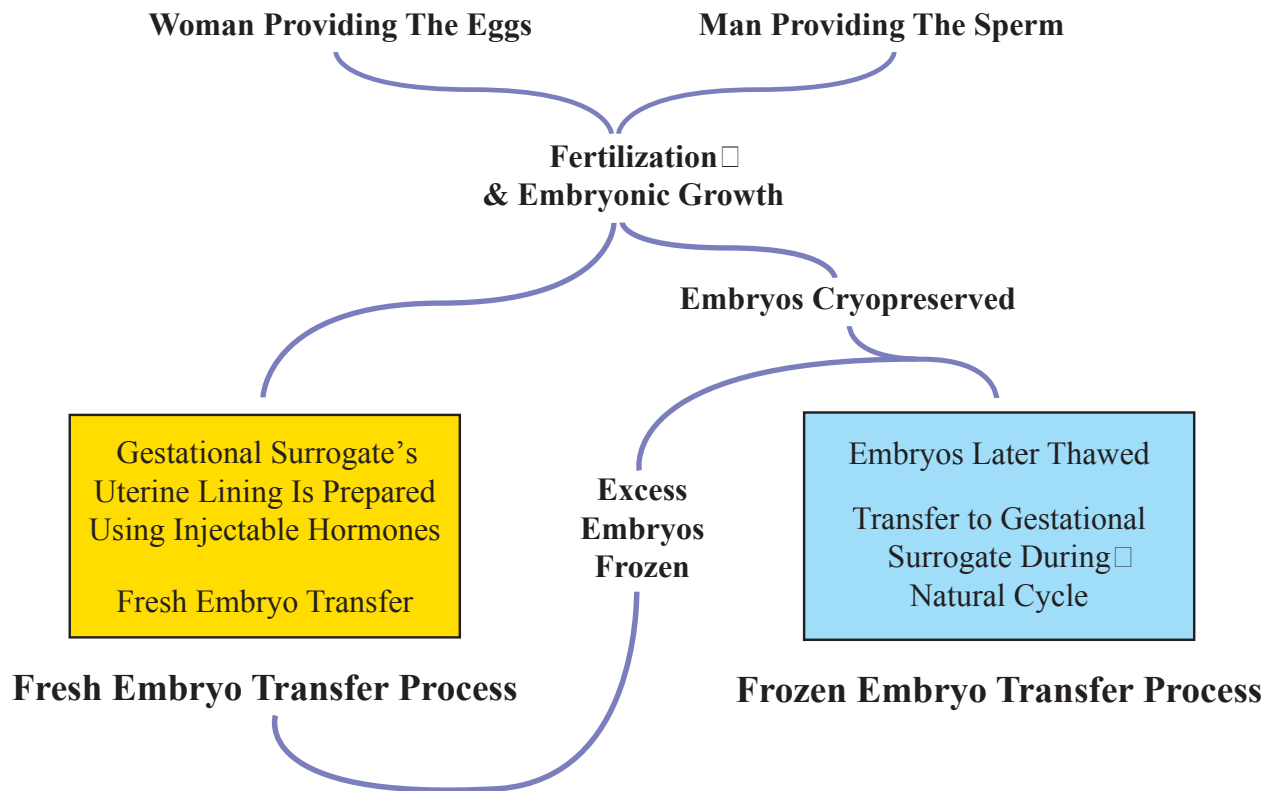 Woman Providing The Eggs
Man Providing The Sperm
Fertilization□
& Embryonic Growth
Embryos Cryopreserved
Gestational Surrogate’s
Uterine Lining Is Prepared
Using Injectable Hormones
Fresh Embryo Transfer
Excess
Embryos
Frozen
Embryos Later Thawed
Transfer to Gestational
Surrogate During□
Natural Cycle
Fresh Embryo Transfer Process
Frozen Embryo Transfer Process